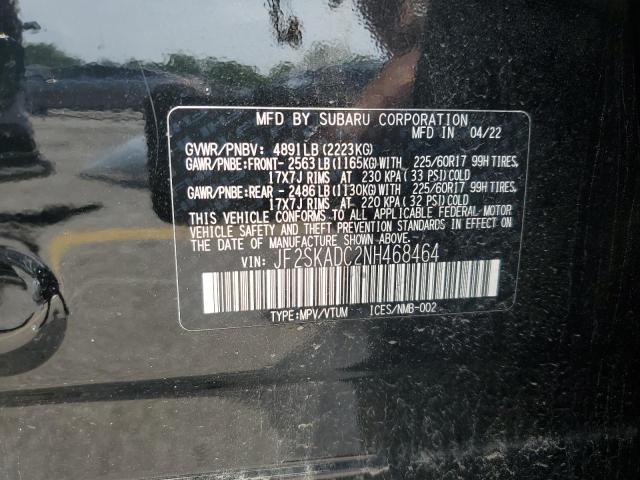 MFD BY SUBARU CORPORATION
MFD IN 04/22
GVWR/PNBV: 4891LB (2223KG)
GAWR/PNBE:FRONT- 2563LB (1165KG)WITH 225/60R17 99H TIRES,
17X7J RIMS AT 230 KPA (33 PSI)COLD
GAWR/PNBE:REAR - 2486LB (1130KG)WITH 225/60R17 99H TIRES,
17X7J RIMS AT 220 KPA (32 PSI)COLD
THIS VEHICLE CONFORMS TO ALL APPLICABLE FEDERAL MOTOR
VEHICLE SAFETY AND THEFT PREVENTION STANDARDS IN
EFFECT ON THE DATE OF MANUFACTURE SHOWN ABOVE.
VIN: JF2SKADC2NH468464
TYPE:MPV/VTUM ICES/NMB-002